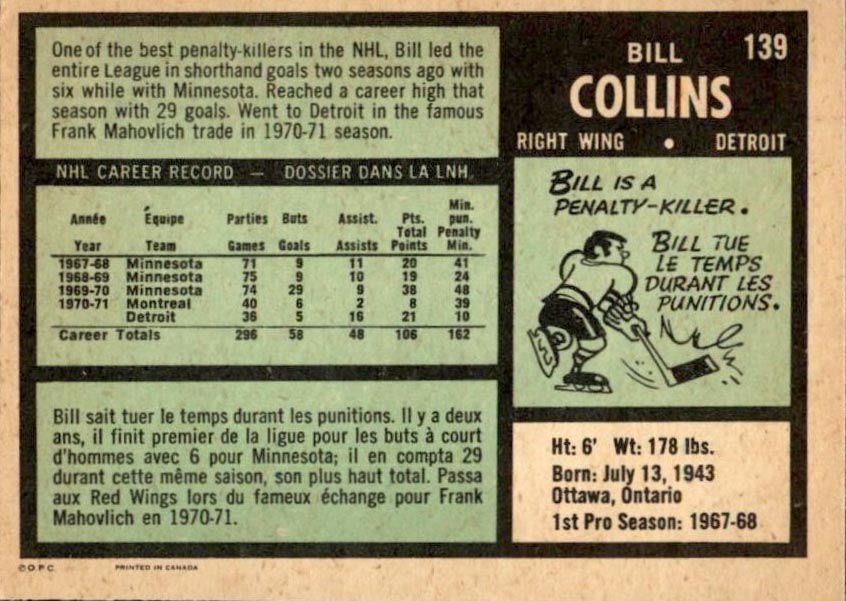 One of the best penalty-killers in the NHL, Bill led the
entire League in shorthand goals two seasons ago with
six while with Minnesota. Reached a career high that
season with 29 goals. Went to Detroit in the famous
Frank Mahovlich trade in 1970-71 season.
NHL CAREER RECORD — DOSSIER DANS LA LNH
Année Équipe Parties Buts Assist. Pts. Total Min. pun.
Year Team Games Goals Assists Points Penalty Min.
1967-68 Minnesota 71 9 11 20 41
1968-69 Minnesota 75 9 10 19 24
1969-70 Minnesota 74 29 9 38 48
1970-71 Montreal 40 6 2 8 39
Detroit 36 5 16 21 10
Career Totals 296 58 48 106 162
Bill sait tuer le temps durant les punitions. Il y a deux
ans, il finit premier de la ligue pour les buts à court
d'hommes avec 6 pour Minnesota; il en compta 29
durant cette même saison, son plus haut total. Passa
aux Red Wings lors du fameux échange pour Frank
Mahovlich en 1970-71.
139
BILL
COLLINS
RIGHT WING • DETROIT
BILL IS A
PENALTY-KILLER.
BILL TUE
LE TEMPS
DURANT LES
PUNITIONS.
Ht: 6' Wt: 178 lbs.
Born: July 13, 1943
Ottawa, Ontario
1st Pro Season: 1967-68
©O.P.C. PRINTED IN CANADA